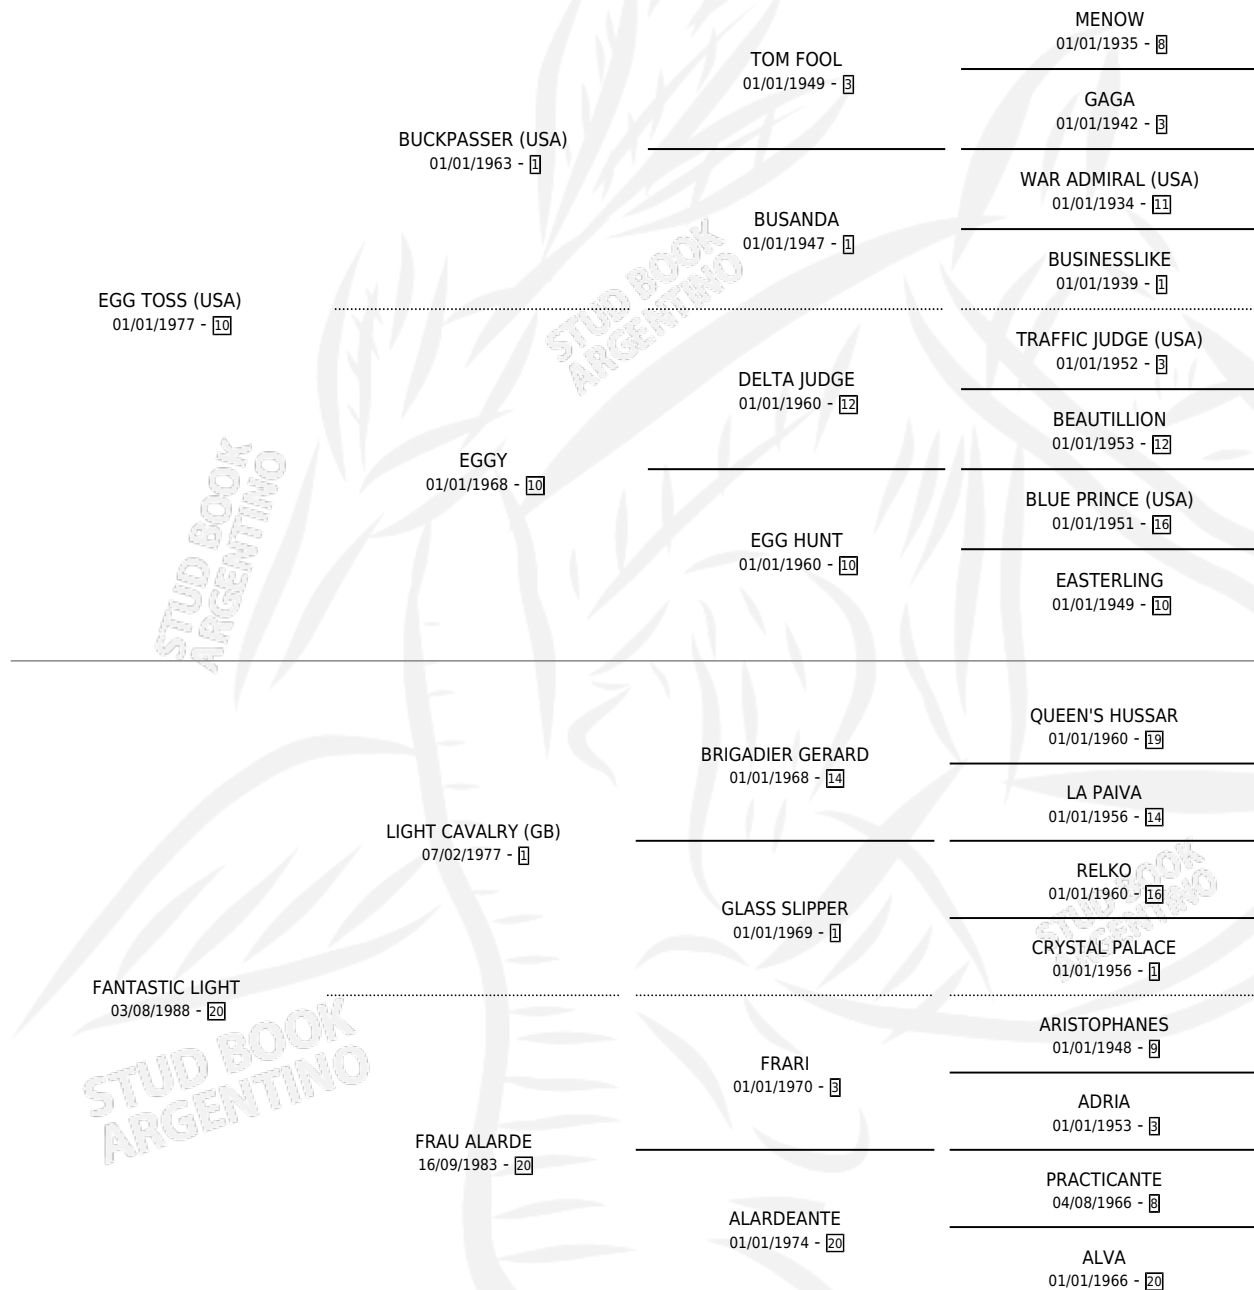 MENOW
01/01/1935 - 8
TOM FOOL
01/01/1949 - 3
GAGA
01/01/1942 - 3
BUCKPASSER (USA)
01/01/1963 - 1
WAR ADMIRAL (USA)
01/01/1934 - 11
BUSANDA
01/01/1947 - 1
BUSINESSLIKE
01/01/1939 - 1
EGG TOSS (USA)
01/01/1977 - 10
TRAFFIC JUDGE (USA)
01/01/1952 - 3
DELTA JUDGE
01/01/1960 - 12
BEAUTILLION
01/01/1953 - 12
EGGY
01/01/1968 - 10
BLUE PRINCE (USA)
01/01/1951 - 16
EGG HUNT
01/01/1960 - 10
EASTERLING
01/01/1949 - 10
QUEEN'S HUSSAR
01/01/1960 - 19
BRIGADIER GERARD
01/01/1968 - 14
LA PAIVA
01/01/1956 - 14
LIGHT CAVALRY (GB)
07/02/1977 - 1
RELKO
01/01/1960 - 16
GLASS SLIPPER
01/01/1969 - 1
CRYSTAL PALACE
01/01/1956 - 1
FANTASTIC LIGHT
03/08/1988 - 20
ARISTOPHANES
01/01/1948 - 9
FRARI
01/01/1970 - 3
ADRIA
01/01/1953 - 3
FRAU ALARDE
16/09/1983 - 20
PRACTICANTE
04/08/1966 - 8
ALARDEANTE
01/01/1974 - 20
ALVA
01/01/1966 - 20
STUD BOOK
ARGENTINO
STUD BOOK
ARGENTINO
STUD BOOK
ARGENTINO
STUD BOOK
ARGENTINO